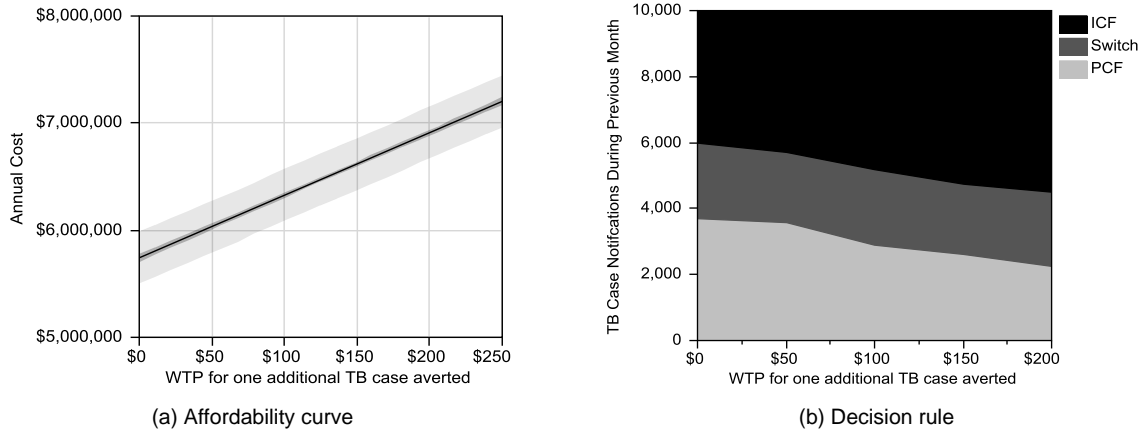 $8,000,000
$7,000,000
$6,000,000
$5,000,000
Annual Cost
$0 $50 $100 $150 $200 $250
WTP for one additional TB case averted
(a) Affordability curve
10,000
8,000
6,000
4,000
2,000
0
TB Case Notifcations During Previous Month
$0 $50 $100 $150 $200
WTP for one additional TB case averted
ICF
Switch
PCF
(b) Decision rule